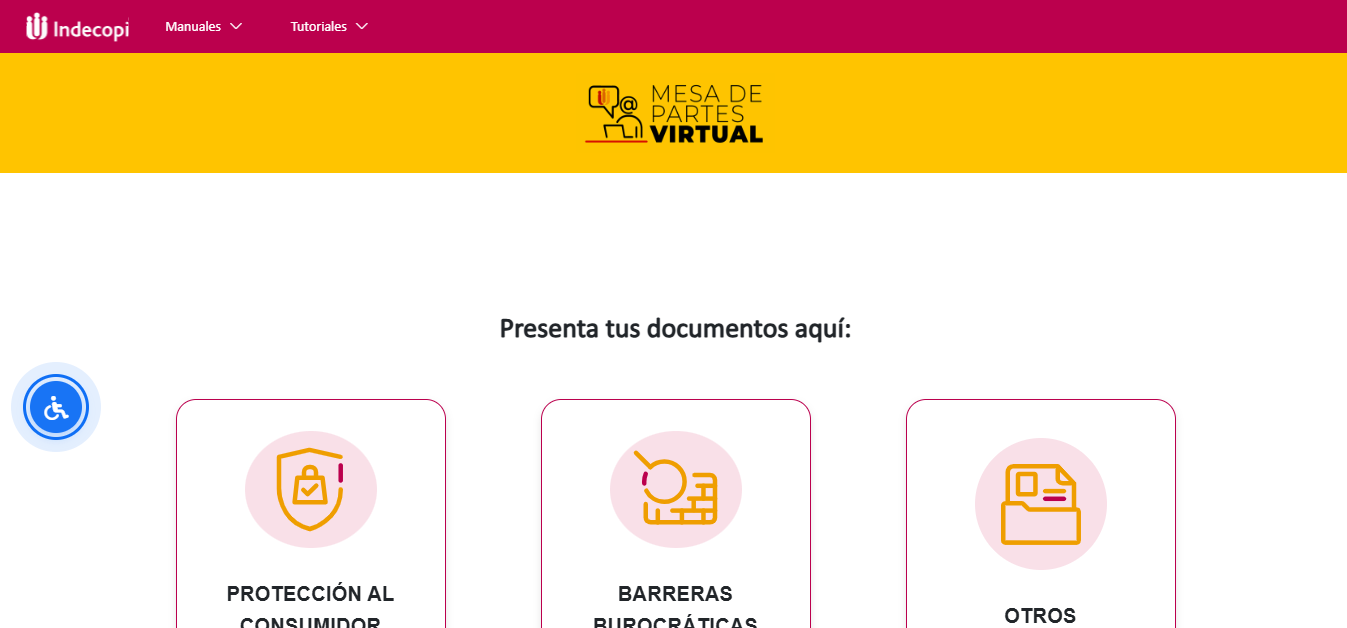 Indecopi
Manuales
Tutoriales
@
MESA DE
PARTES
VIRTUAL
Presenta tus documentos aquí:
PROTECCIÓN AL
CONSUMIDOR
BARRERAS
BUROCRÁTICAS
OTROS